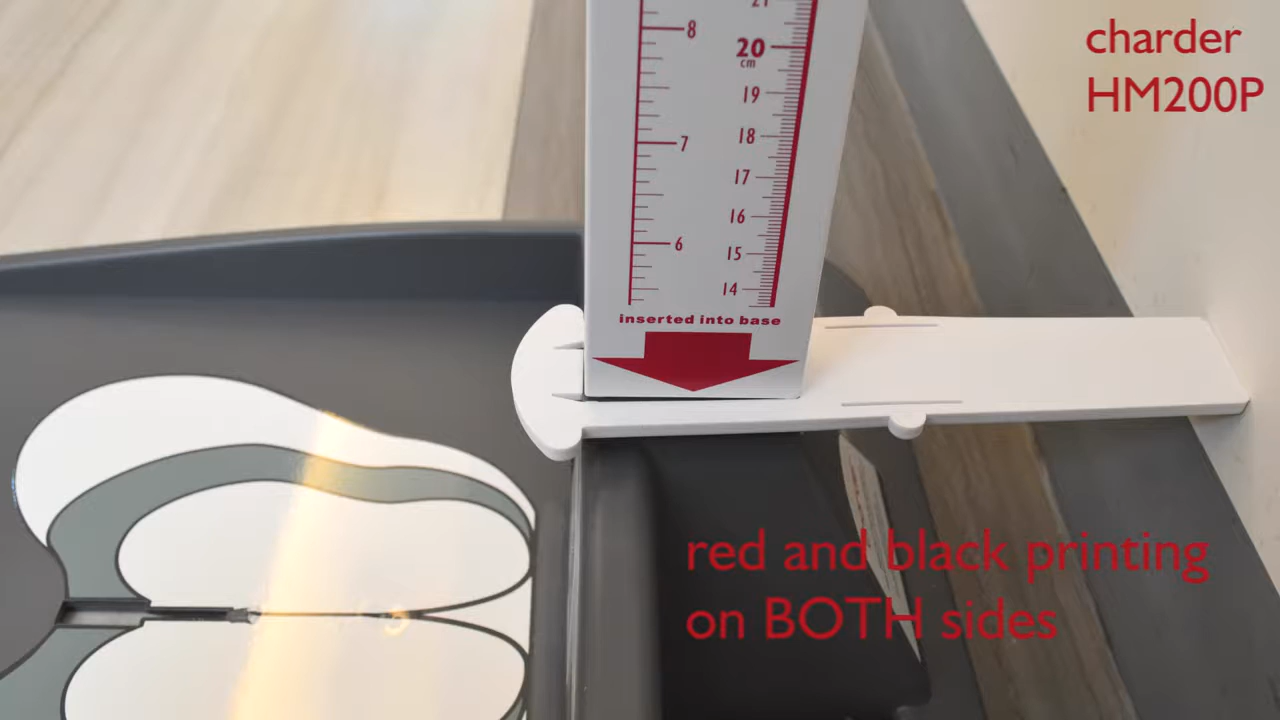 charder
HM200P
21
8
20
cm
19
18
7
17
16
6
15
14
inserted into base
red and black printing
on BOTH sides